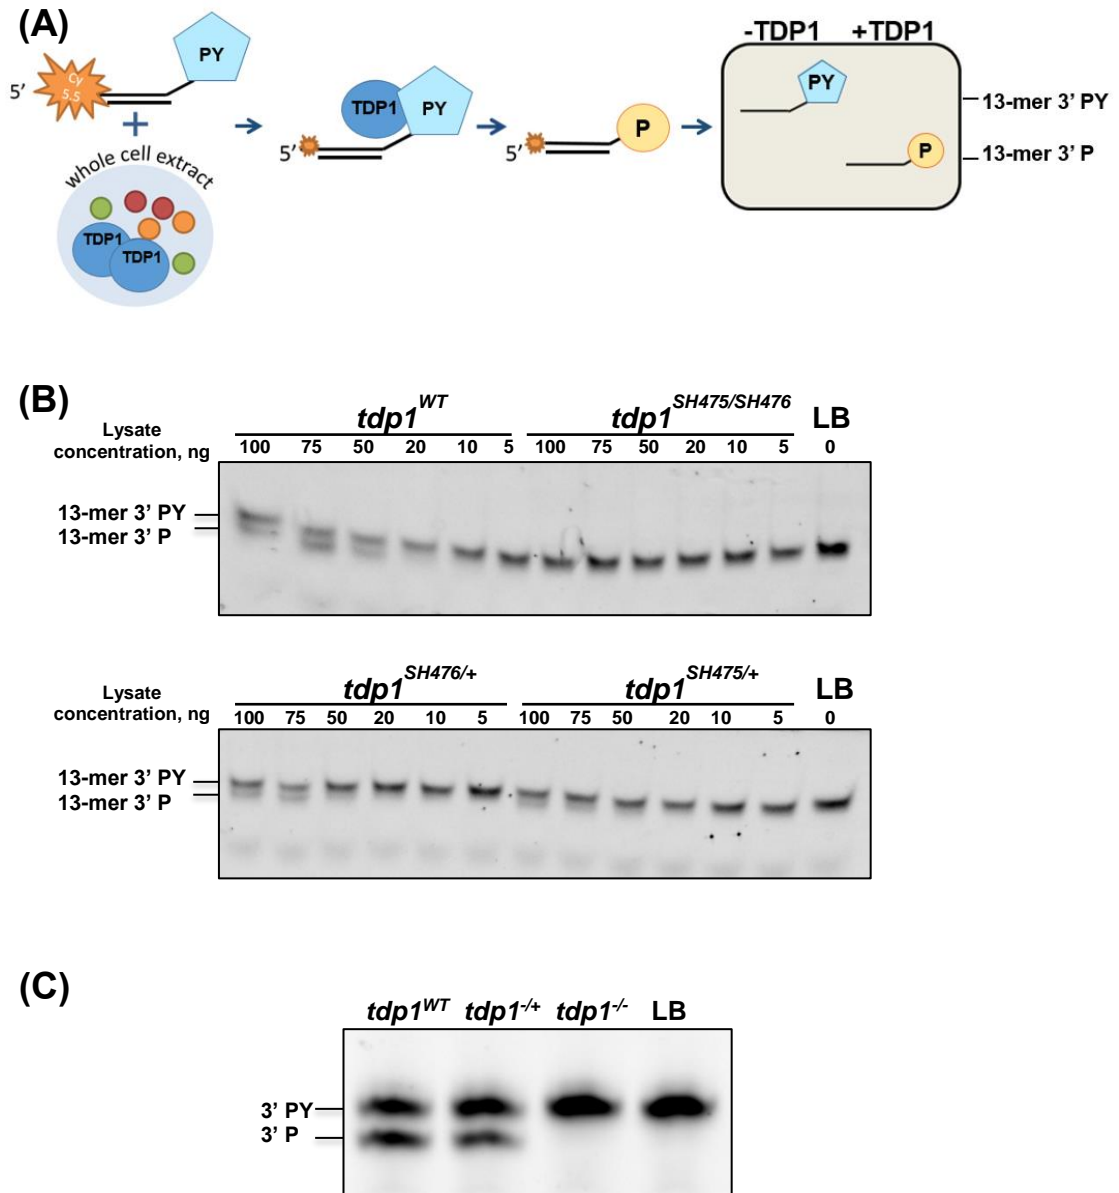 (A)
-TDP1 +TDP1
PY
Cy
5.5
5’
PY
13-mer 3’ PY
TDP1
PY
P
P
13-mer 3’ P
5’
5’
+
whole cell extract
TDP1
TDP1
(B)
tdp1WT tdp1SH475/SH476 LB
Lysate
concentration, ng
100 75 50 20 10 5 100 75 50 20 10 5 0
13-mer 3’ PY
13-mer 3’ P
tdp1SH476/+ tdp1SH475/+ LB
Lysate
concentration, ng
100 75 50 20 10 5 100 75 50 20 10 5 0
13-mer 3’ PY
13-mer 3’ P
(C)
tdp1WT tdp1-/+ tdp1-/- LB
3’ PY
3’ P